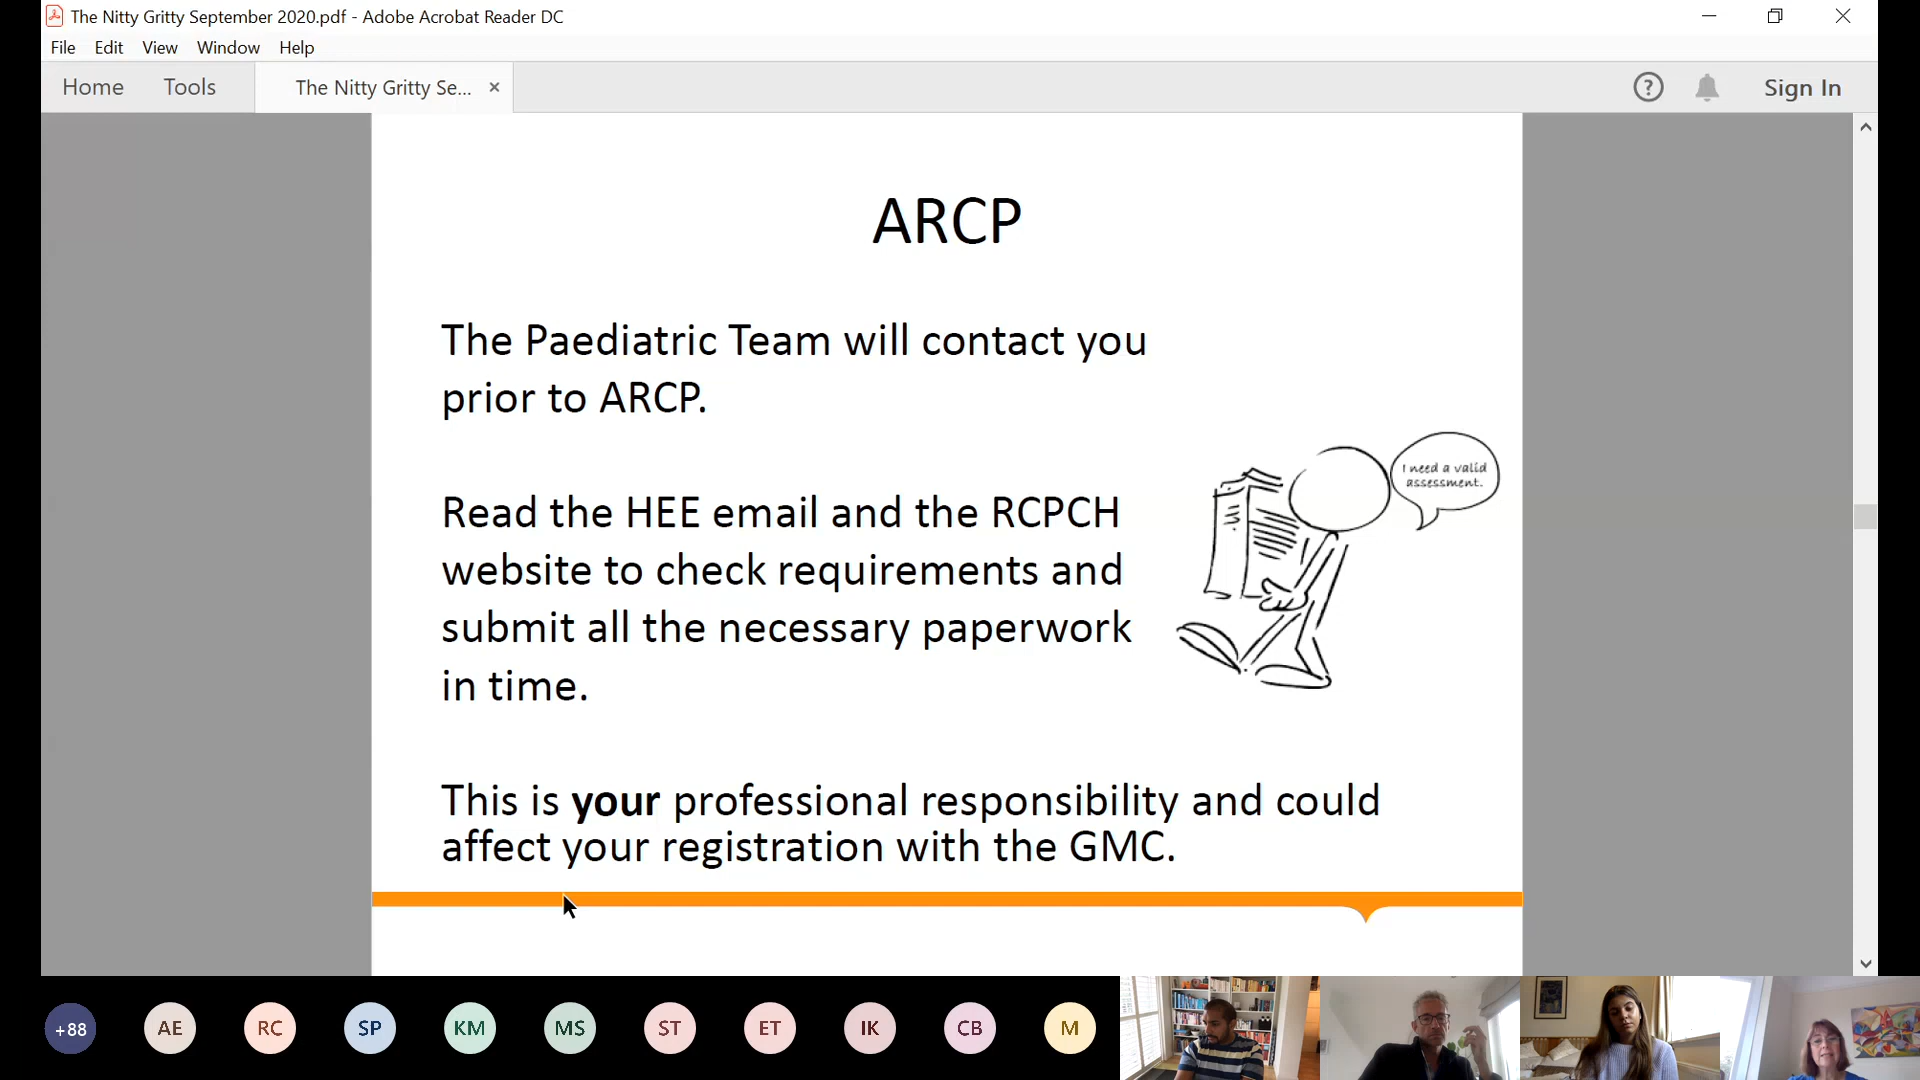 The Nitty Gritty September 2020.pdf - Adobe Acrobat Reader DC
File Edit View Window Help
Home Tools The Nitty Gritty Se... × ? Sign In
ARCP
The Paediatric Team will contact you
prior to ARCP.
I need a valid
assessment.
Read the HEE email and the RCPCH
website to check requirements and
submit all the necessary paperwork
in time.
This is your professional responsibility and could
affect your registration with the GMC.
+88 AE RC SP KM MS ST ET IK CB M